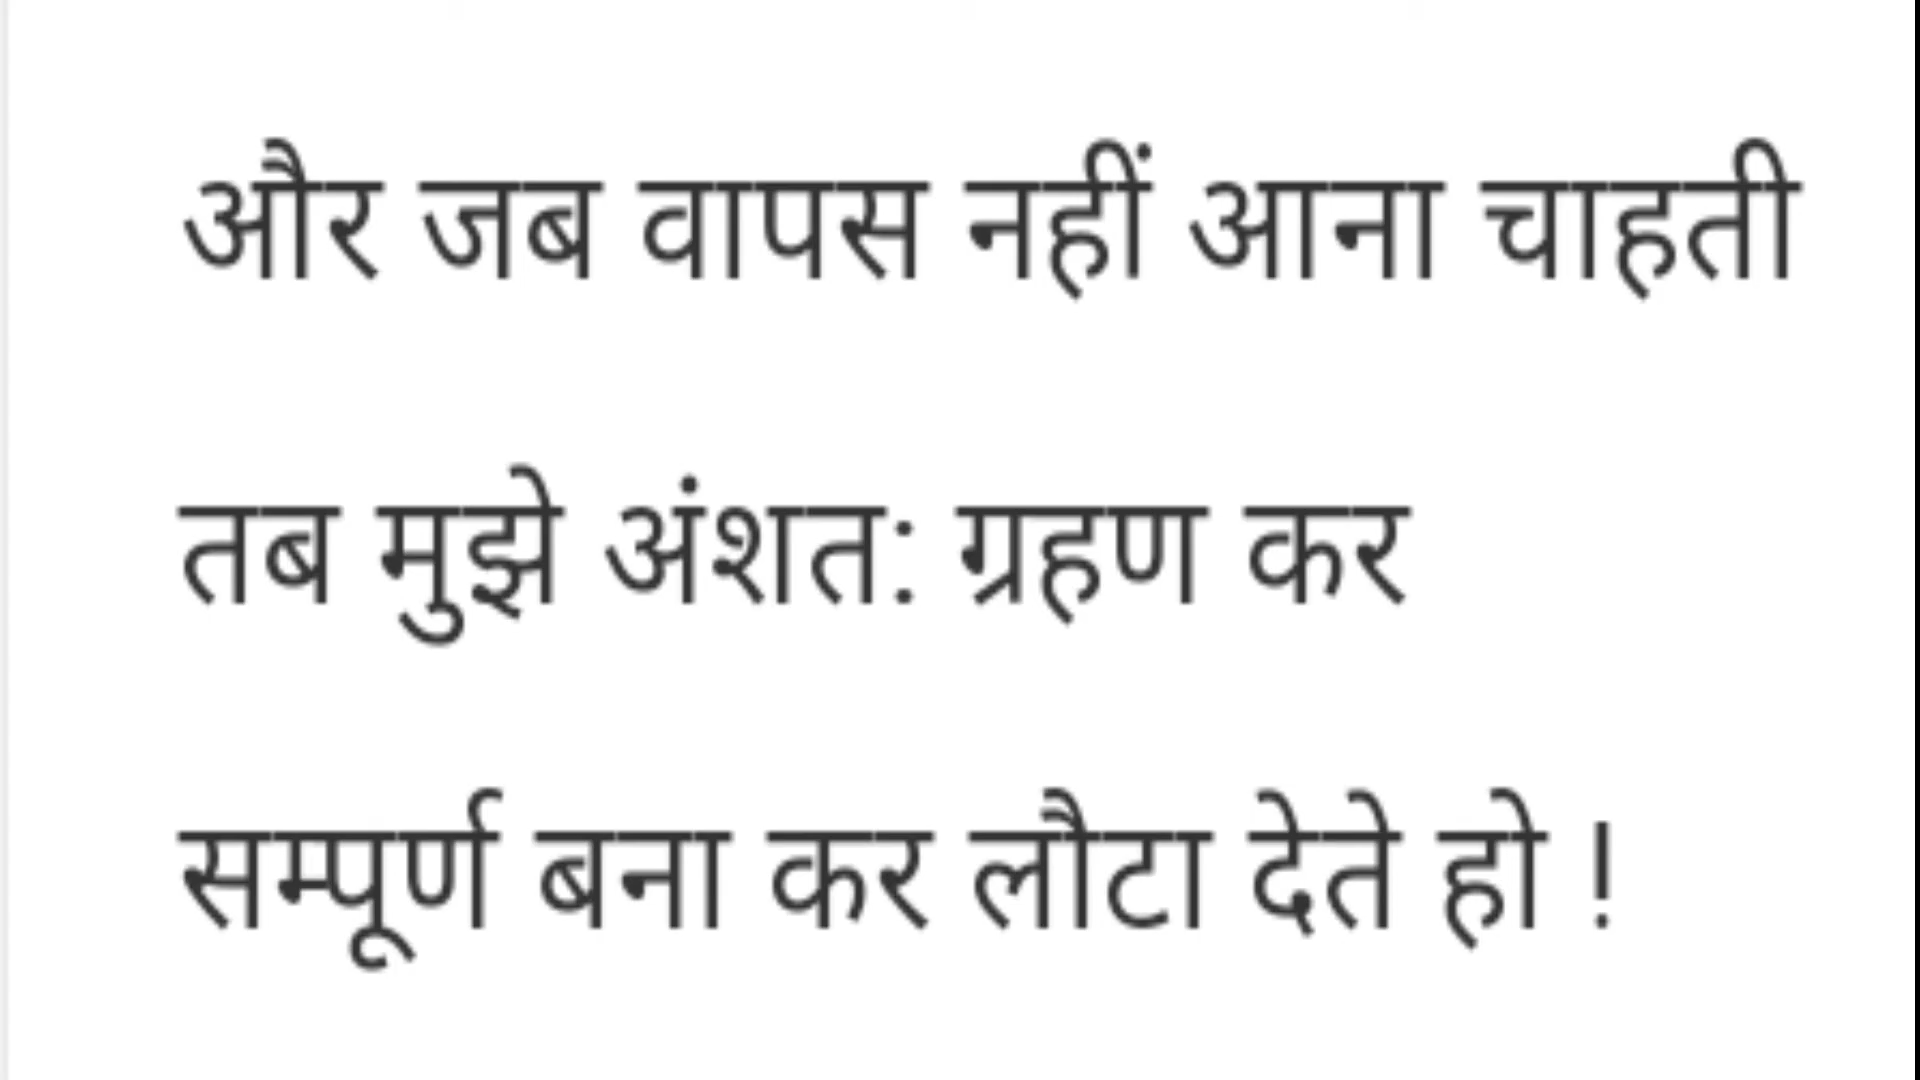 और जब वापस नहीं आना चाहती
तब मुझे अंशत: ग्रहण कर
सम्पूर्ण बना कर लौटा देते हो !